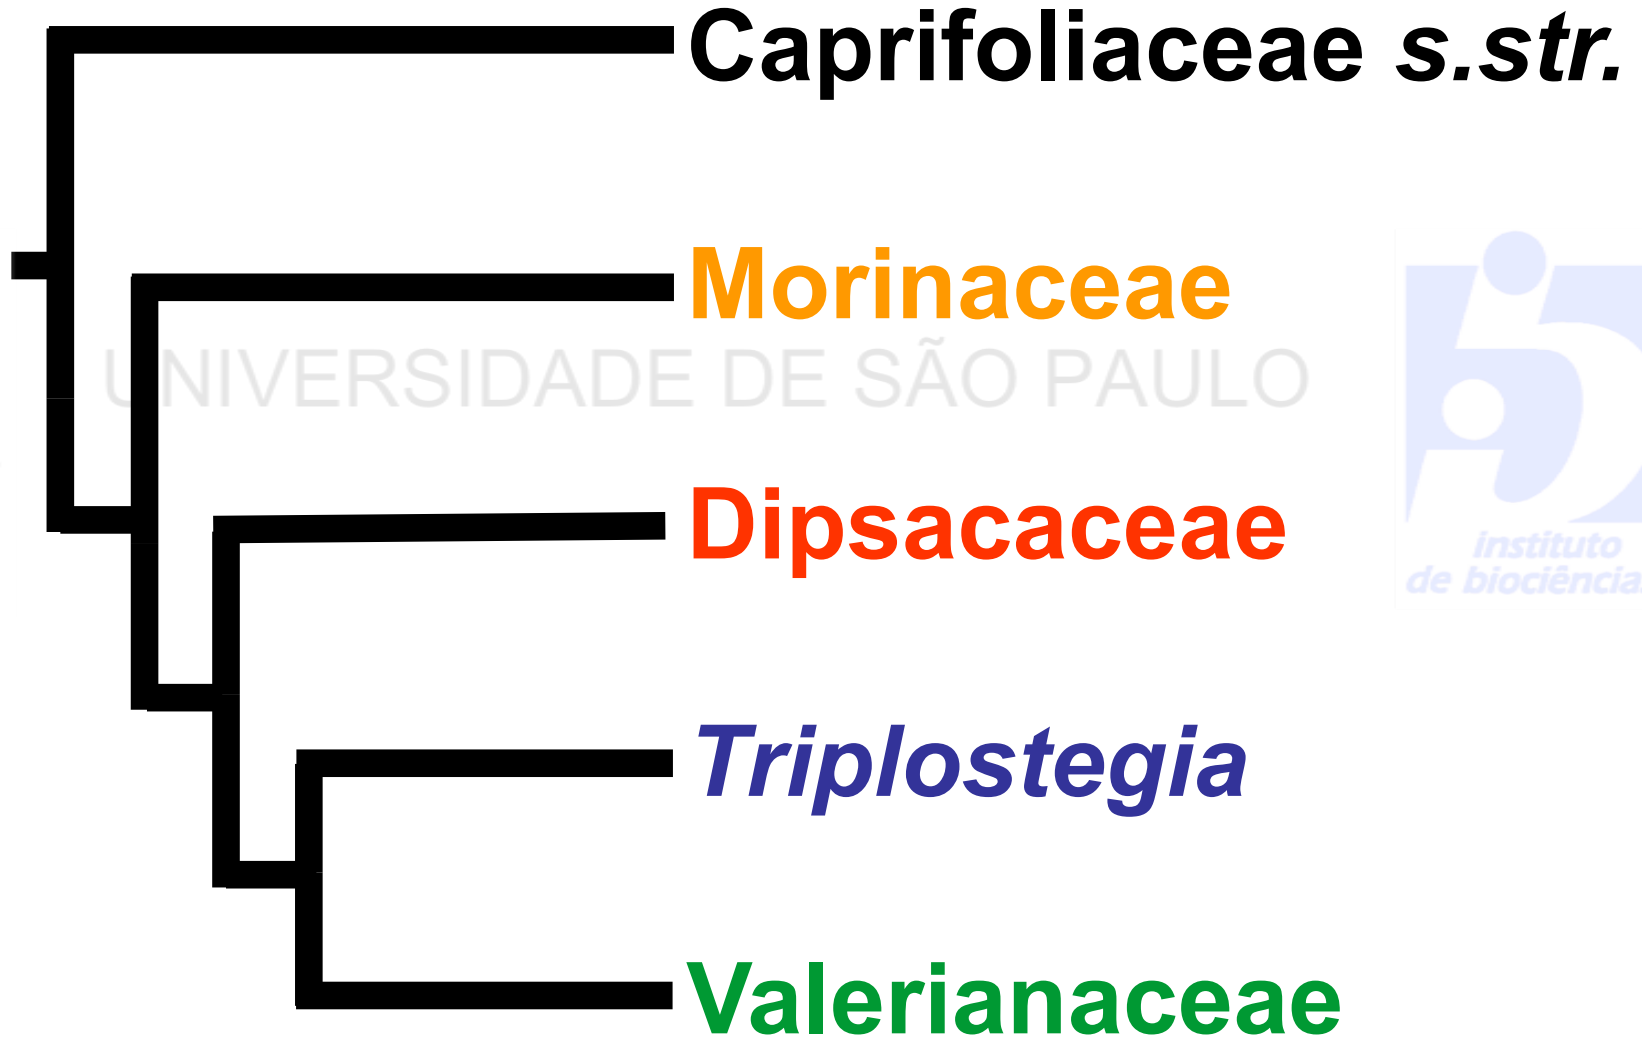 Caprifoliaceae s.str.
Morinaceae
UNIVERSIDADE DE SÃO PAULO
Dipsacaceae
instituto
de biociência
Triplostegia
Valerianaceae